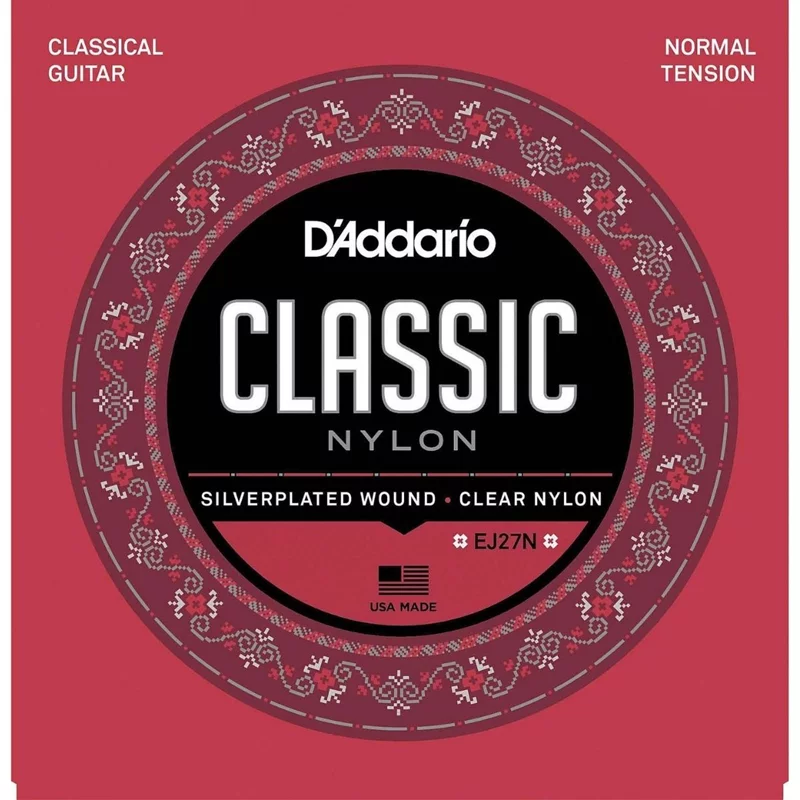 CLASSICAL
GUITAR
NORMAL
TENSION
D'Addario
CLASSIC
NYLON
SILVERPLATED WOUND • CLEAR NYLON
EJ27N
USA MADE